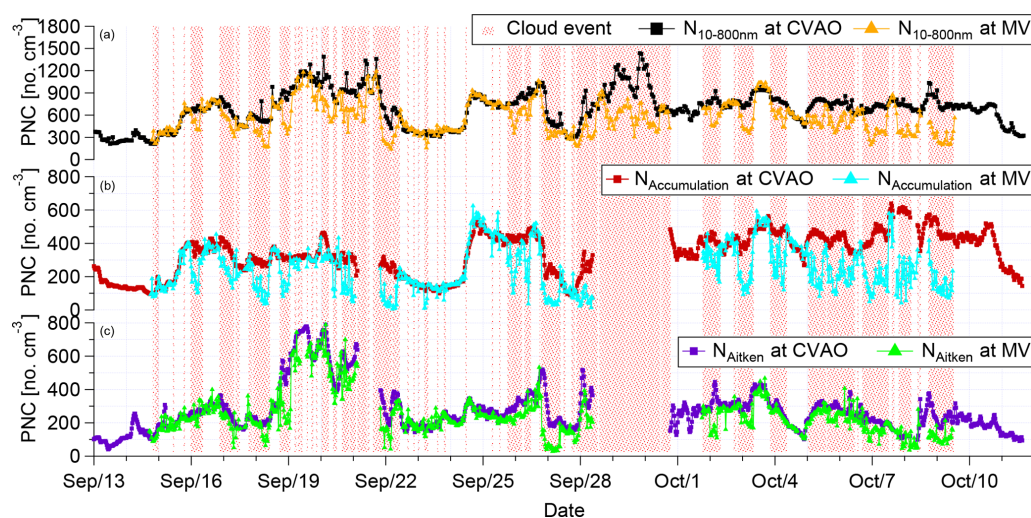 (a)
Cloud event
N10-800nm at CVAO
N10-800nm at MV
PNC [no. cm-3]
1800
1500
1200
900
600
300
0
(b)
NAccumulation at CVAO
NAccumulation at MV
PNC [no. cm-3]
800
600
400
200
0
(c)
NAitken at CVAO
NAitken at MV
PNC [no. cm-3]
800
600
400
200
0
Sep/13
Sep/16
Sep/19
Sep/22
Sep/25
Sep/28
Oct/1
Oct/4
Oct/7
Oct/10
Date